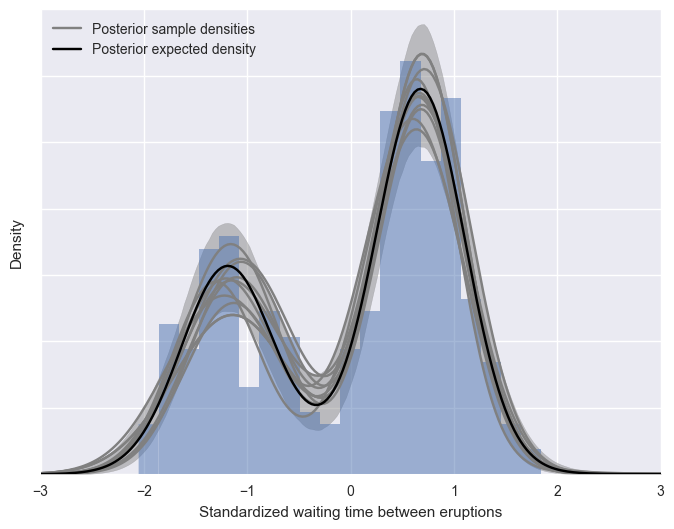 Posterior sample densities
Posterior expected density
Density
−3 −2 −1 0 1 2 3
Standardized waiting time between eruptions